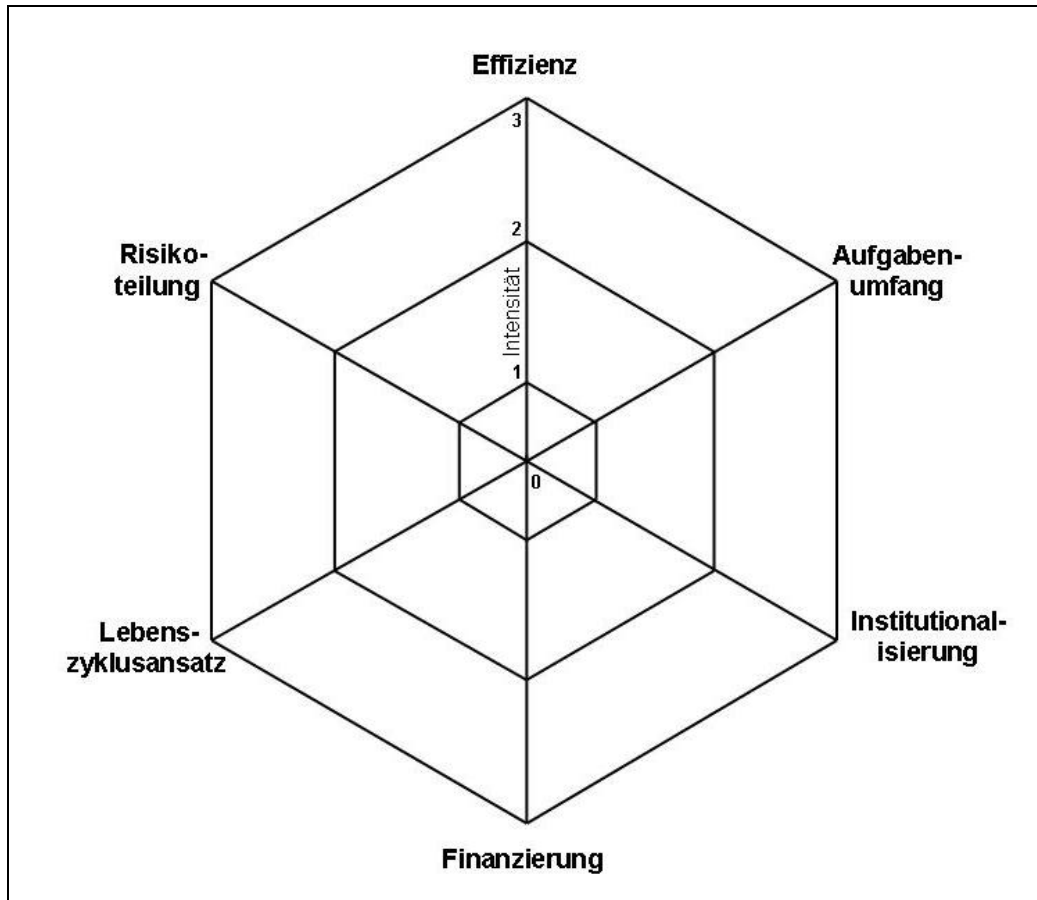 Effizienz
3
2
Risiko-
teilung
Aufgaben-
umfang
Intensität
1
0
Lebens-
zyklusansatz
Institutional-
isierung
Finanzierung